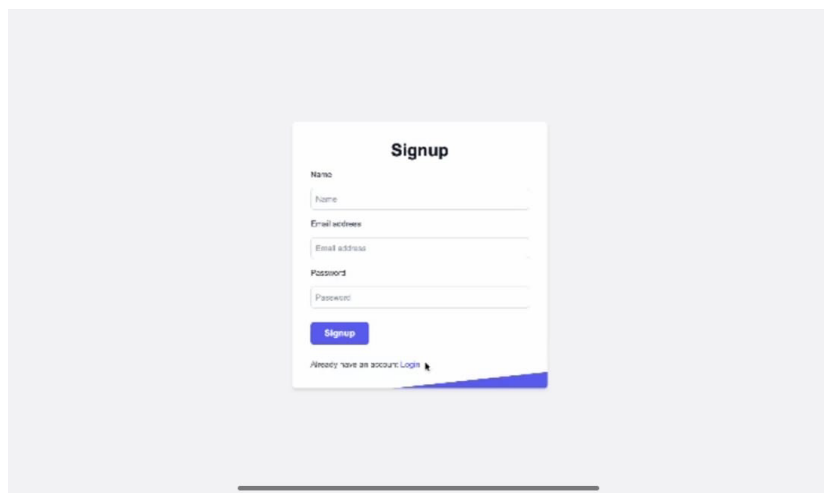 Signup
Name
Name
Email address
Email address
Password
Password
Signup
Already have an account Login